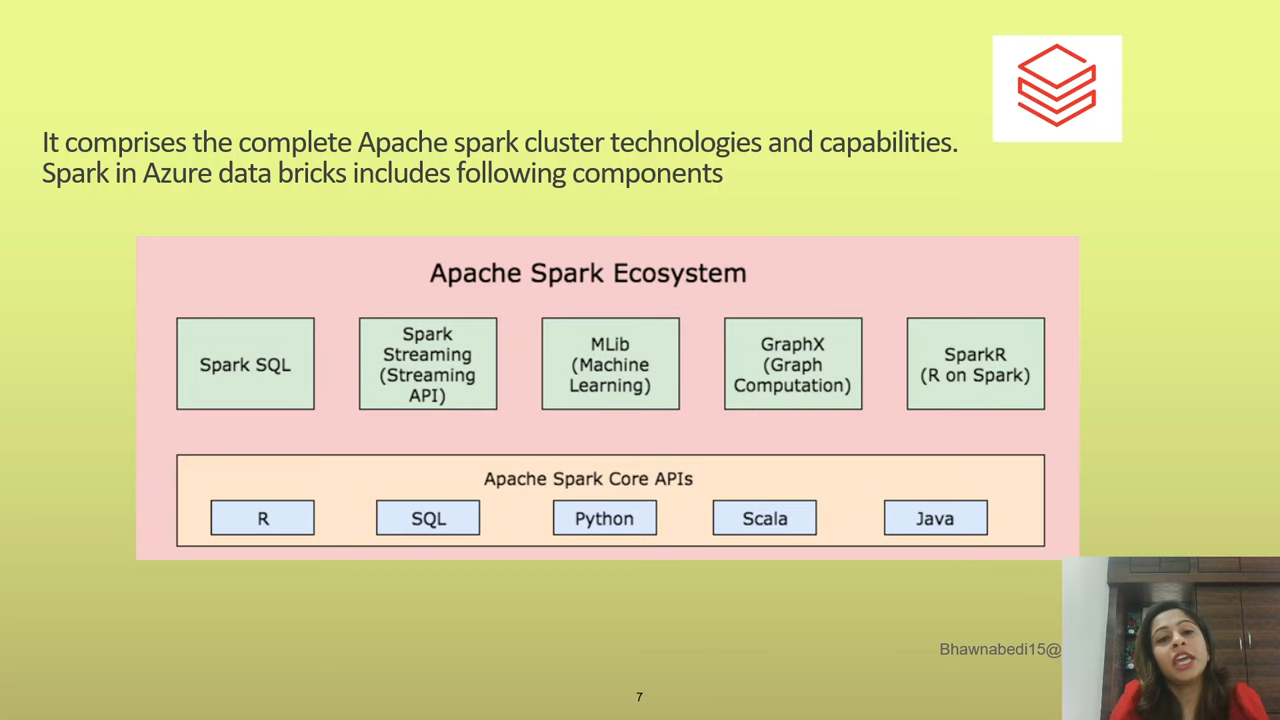 It comprises the complete Apache spark cluster technologies and capabilities.
Spark in Azure data bricks includes following components
Apache Spark Ecosystem
Spark SQL
Spark
Streaming
(Streaming
API)
MLib
(Machine
Learning)
GraphX
(Graph
Computation)
SparkR
(R on Spark)
Apache Spark Core APIs
R
SQL
Python
Scala
Java
Bhawnabedi15@
7